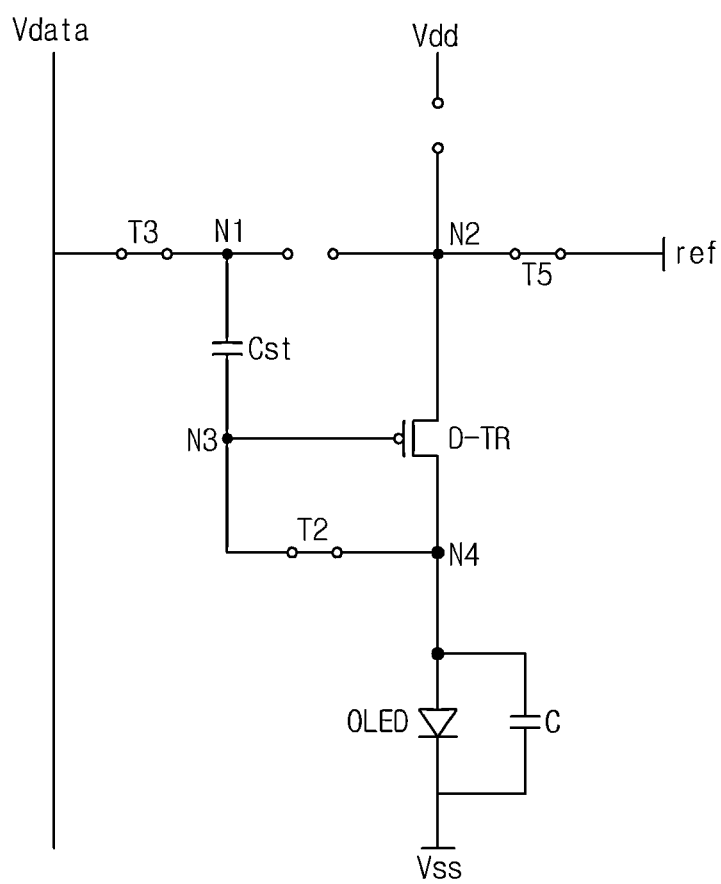 Vdata
Vdd
T3
N1
N2
ref
T5
Cst
N3
D-TR
T2
N4
OLED
C
Vss